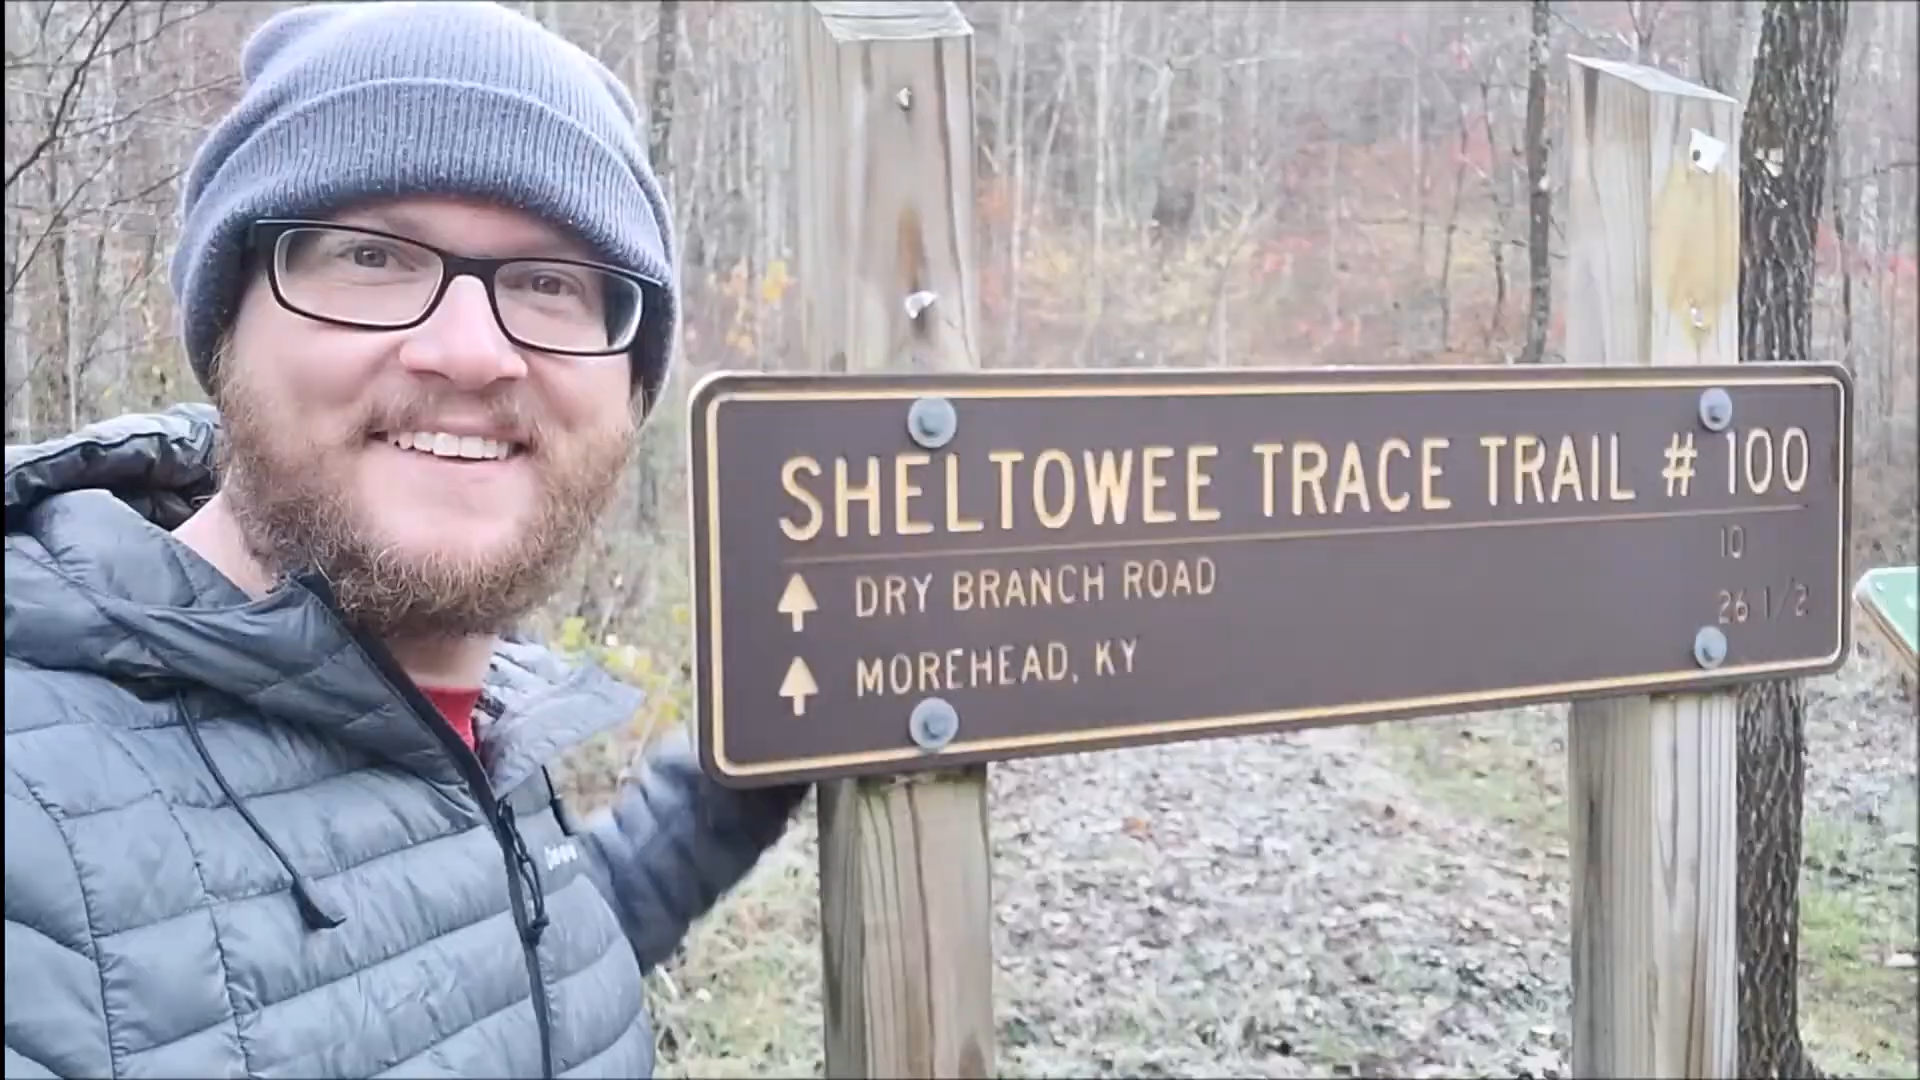 SHELTOWEE TRACE TRAIL # 100
DRY BRANCH ROAD 10
MOREHEAD, KY 26 1/2